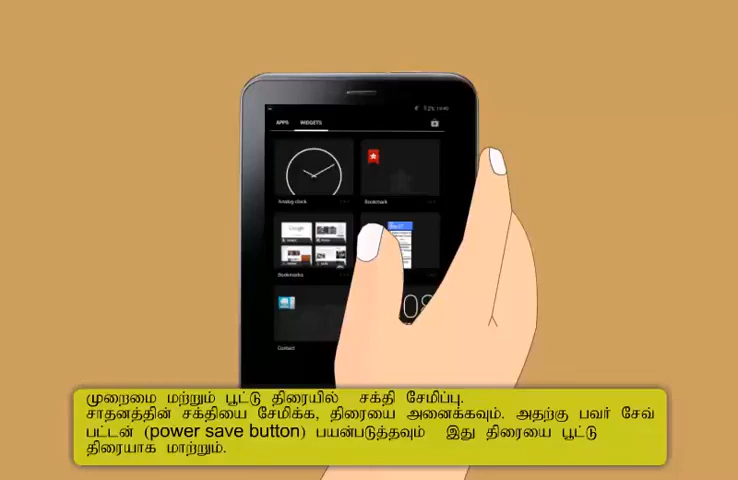 APPS WIDGETS
Analog clock Bookmark
Bookmarks
Contact
முறைமை மற்றும் பூட்டு திரையில் சக்தி சேமிப்பு.
சாதனத்தின் சக்தியை சேமிக்க, திரையை அனைக்கவும். அதற்கு பவர் சேவ்
பட்டன் (power save button) பயன்படுத்தவும் இது திரையை பூட்டு
திரையாக மாற்றும்.